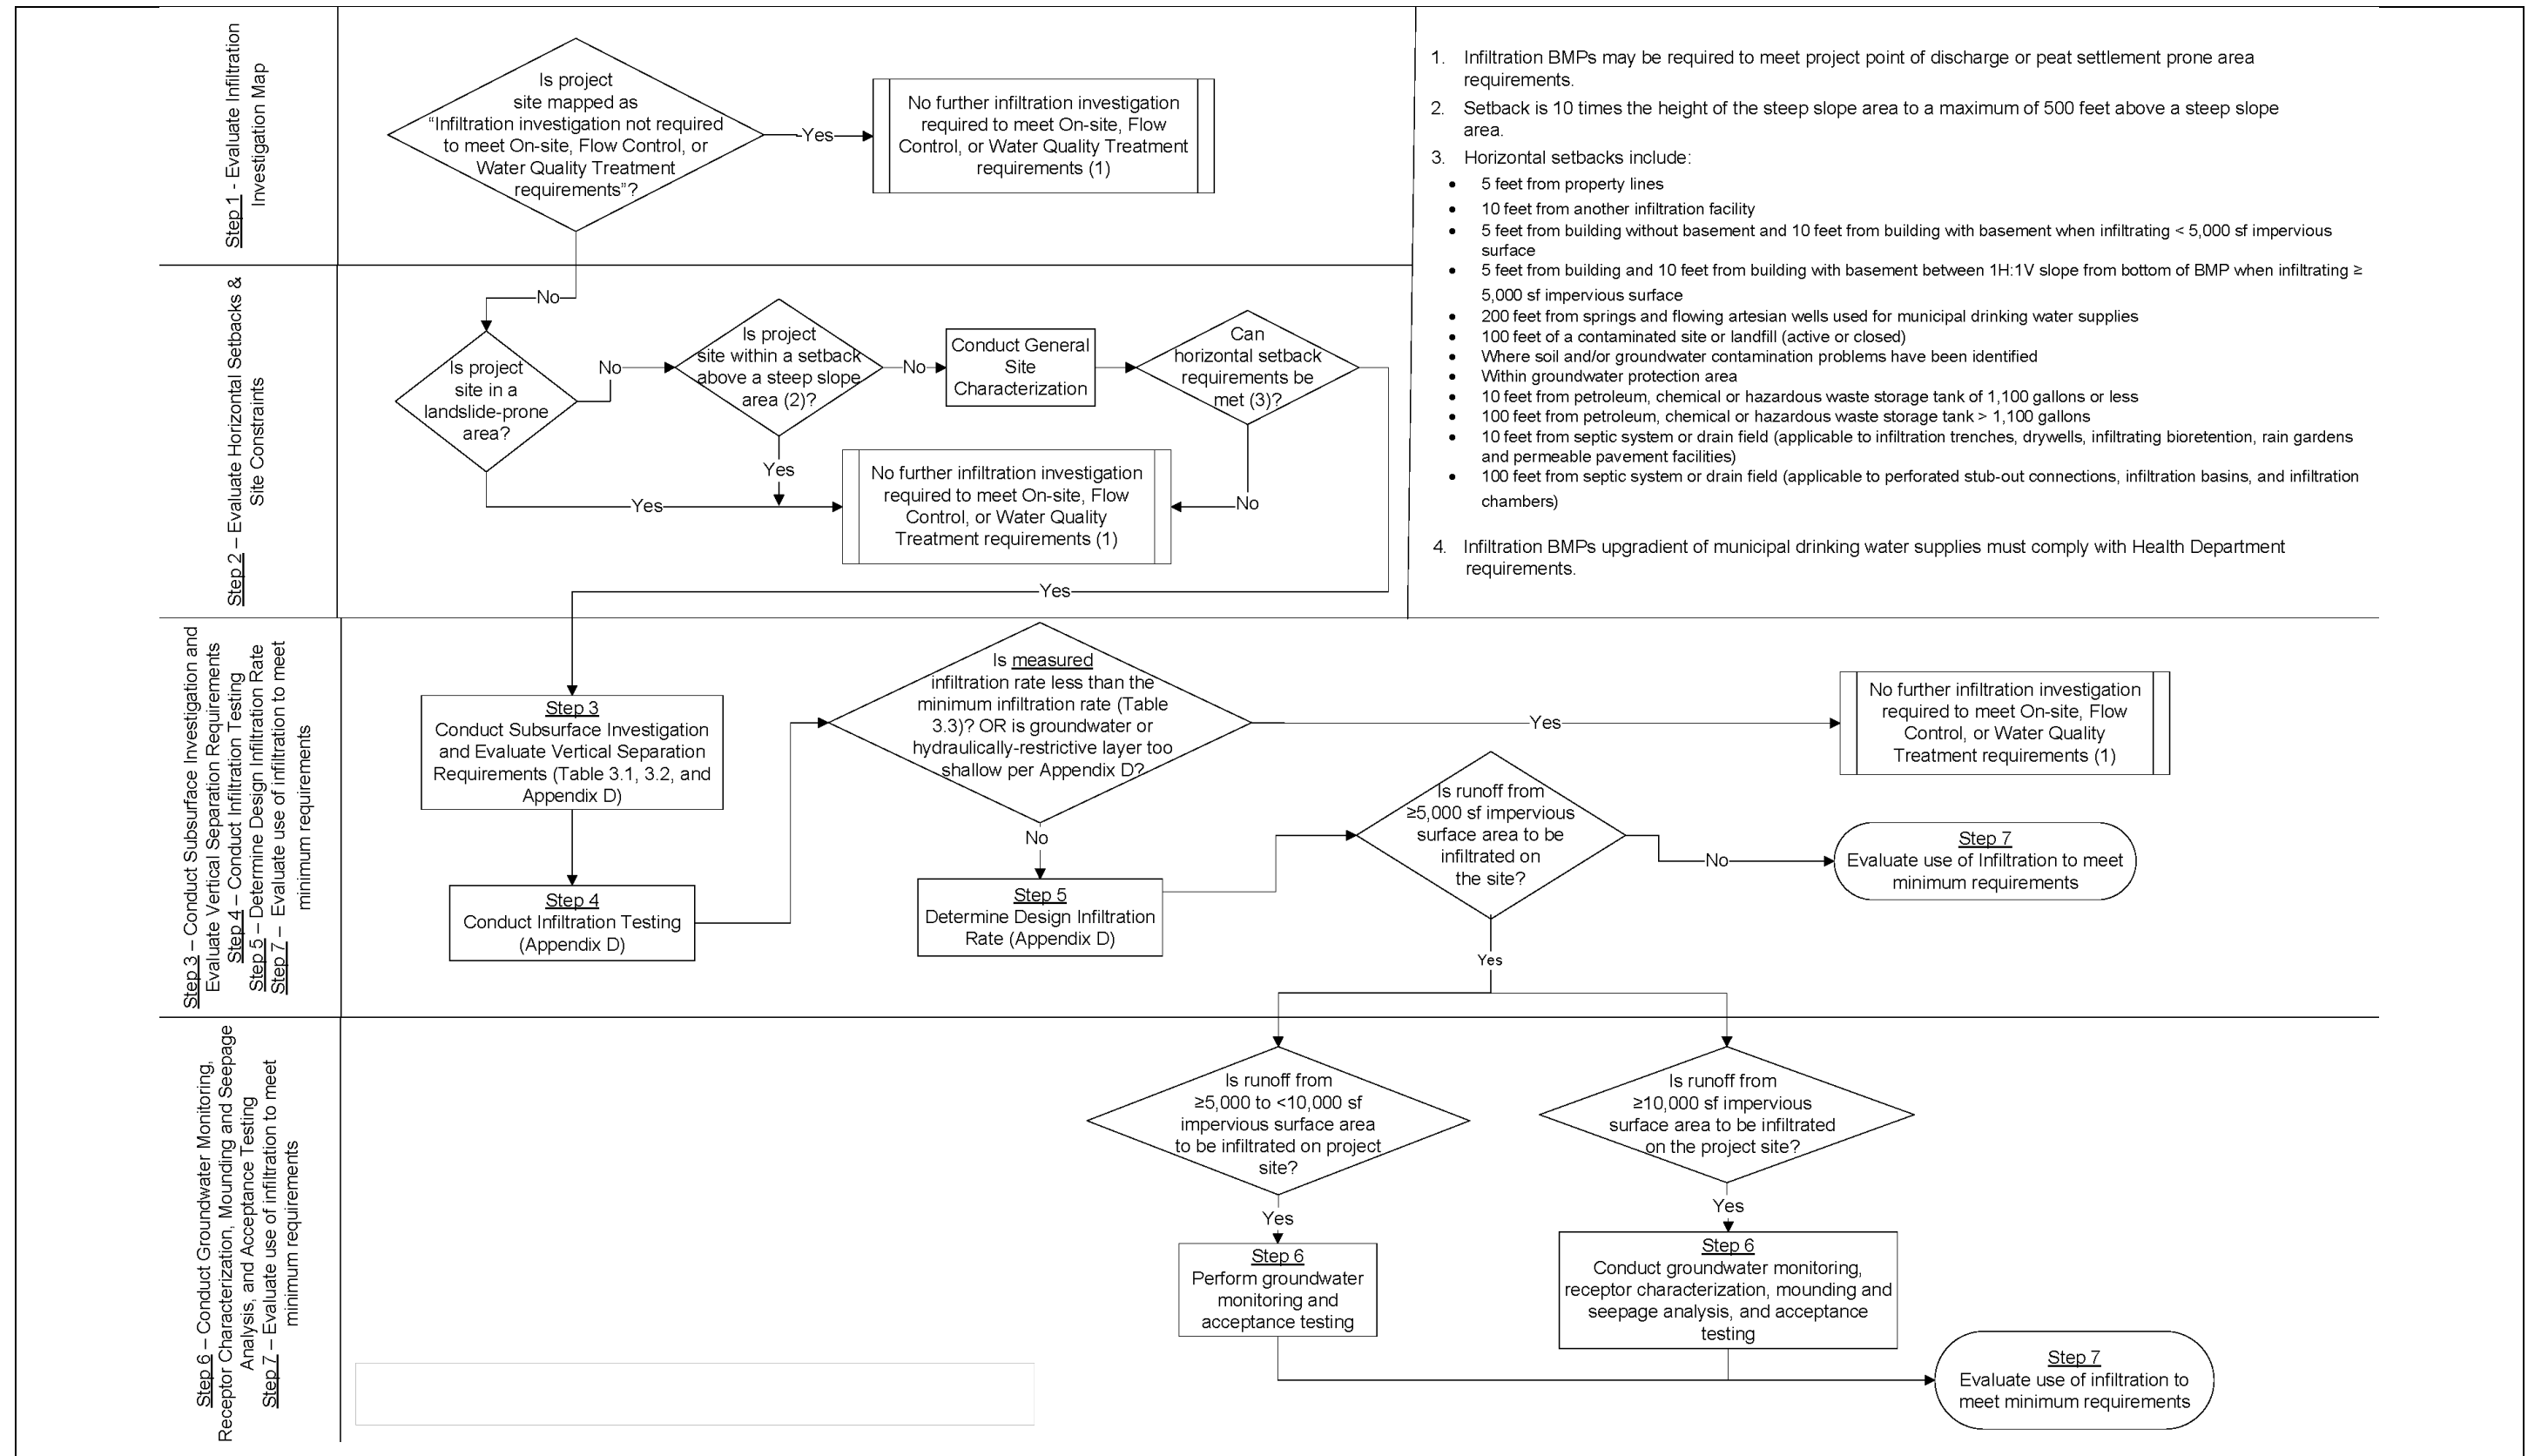 Step 1 - Evaluate Infiltration
Investigation Map
Is project
site mapped as
“Infiltration investigation not required
to meet On-site, Flow Control, or
Water Quality Treatment
requirements”?
Yes
No further infiltration investigation
required to meet On-site, Flow
Control, or Water Quality Treatment
requirements (1)
No
Step 2 – Evaluate Horizontal Setbacks &
Site Constraints
Is project
site in a
landslide-prone
area?
No
Is project
site within a setback
above a steep slope
area (2)?
No
Conduct General
Site
Characterization
Can
horizontal setback
requirements be
met (3)?
Yes
Yes
No
No further infiltration investigation
required to meet On-site, Flow
Control, or Water Quality
Treatment requirements (1)
Yes
1. Infiltration BMPs may be required to meet project point of discharge or peat settlement prone area
requirements.
2. Setback is 10 times the height of the steep slope area to a maximum of 500 feet above a steep slope
area.
3. Horizontal setbacks include:
• 5 feet from property lines
• 10 feet from another infiltration facility
• 5 feet from building without basement and 10 feet from building with basement when infiltrating < 5,000 sf impervious
surface
• 5 feet from building and 10 feet from building with basement between 1H:1V slope from bottom of BMP when infiltrating ≥
5,000 sf impervious surface
• 200 feet from springs and flowing artesian wells used for municipal drinking water supplies
• 100 feet of a contaminated site or landfill (active or closed)
• Where soil and/or groundwater contamination problems have been identified
• Within groundwater protection area
• 10 feet from petroleum, chemical or hazardous waste storage tank of 1,100 gallons or less
• 100 feet from petroleum, chemical or hazardous waste storage tank > 1,100 gallons
• 10 feet from septic system or drain field (applicable to infiltration trenches, drywells, infiltrating bioretention, rain gardens
and permeable pavement facilities)
• 100 feet from septic system or drain field (applicable to perforated stub-out connections, infiltration basins, and infiltration
chambers)
4. Infiltration BMPs upgradient of municipal drinking water supplies must comply with Health Department
requirements.
Step 3 – Conduct Subsurface Investigation and
Evaluate Vertical Separation Requirements
Step 4 – Conduct Infiltration Testing
Step 5 – Determine Design Infiltration Rate
Step 7 – Evaluate use of infiltration to meet
minimum requirements
Step 3
Conduct Subsurface Investigation
and Evaluate Vertical Separation
Requirements (Table 3.1, 3.2, and
Appendix D)
Step 4
Conduct Infiltration Testing
(Appendix D)
Is measured
infiltration rate less than the
minimum infiltration rate (Table
3.3)? OR is groundwater or
hydraulically-restrictive layer too
shallow per Appendix D?
Yes
No further infiltration investigation
required to meet On-site, Flow
Control, or Water Quality
Treatment requirements (1)
No
Step 5
Determine Design Infiltration
Rate (Appendix D)
Is runoff from
≥5,000 sf impervious
surface area to be
infiltrated on
the site?
No
Step 7
Evaluate use of Infiltration to meet
minimum requirements
Yes
Step 6 – Conduct Groundwater Monitoring,
Receptor Characterization, Mounding and Seepage
Analysis, and Acceptance Testing
Step 7 – Evaluate use of infiltration to meet
minimum requirements
Is runoff from
≥5,000 to <10,000 sf
impervious surface area
to be infiltrated on project
site?
Yes
Step 6
Perform groundwater
monitoring and
acceptance testing
Is runoff from
≥10,000 sf impervious
surface area to be infiltrated
on the project site?
Yes
Step 6
Conduct groundwater monitoring,
receptor characterization, mounding and
seepage analysis, and acceptance
testing
Step 7
Evaluate use of infiltration to
meet minimum requirements